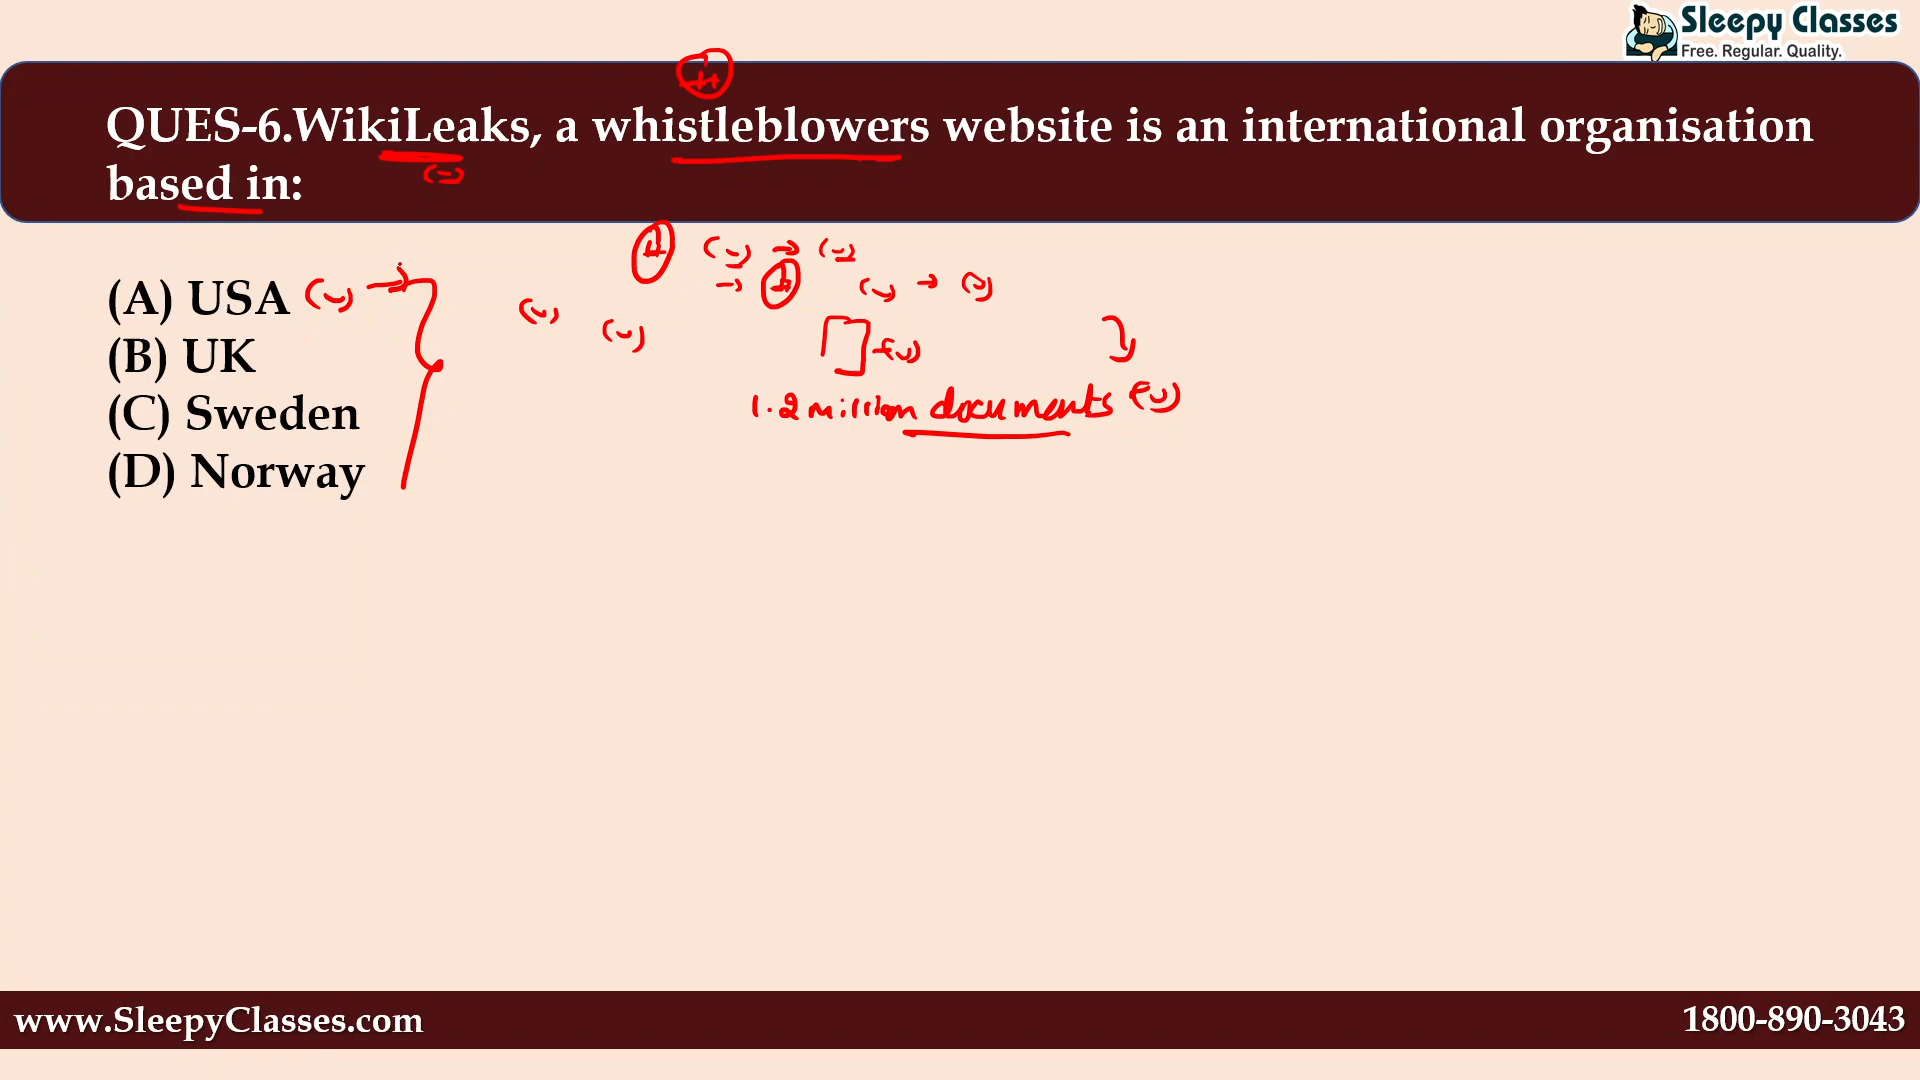 Sleepy Classes
Free. Regular. Quality.
QUES-6.WikiLeaks, a whistleblowers website is an international organisation
based in:
(A) USA
(B) UK
(C) Sweden
(D) Norway
1.2 million documents
www.SleepyClasses.com
1800-890-3043